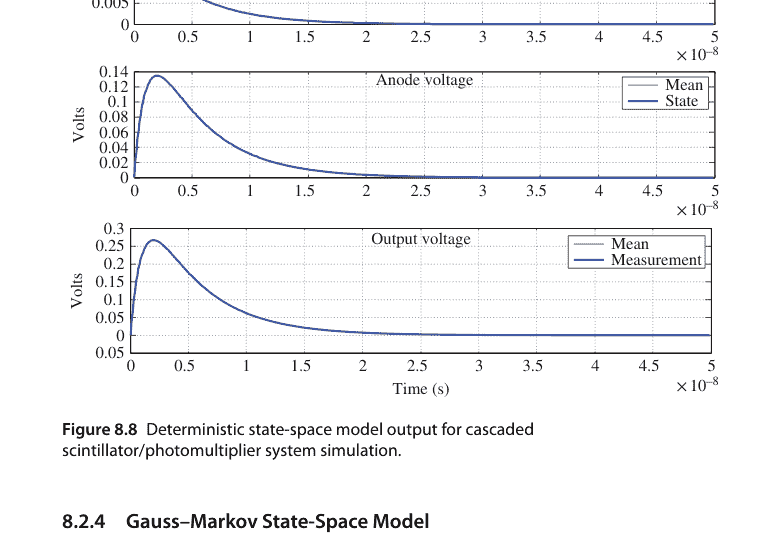 0.005
0
0 0.5 1 1.5 2 2.5 3 3.5 4 4.5 5
×10⁻⁸
0.14
0.12
0.1
0.08
0.06
0.04
0.02
0
Volts
Anode voltage
Mean
State
0 0.5 1 1.5 2 2.5 3 3.5 4 4.5 5
×10⁻⁸
0.3
0.25
0.2
0.15
0.1
0.05
0
0.05
Volts
Output voltage
Mean
Measurement
0 0.5 1 1.5 2 2.5 3 3.5 4 4.5 5
Time (s)
×10⁻⁸
Figure 8.8 Deterministic state-space model output for cascaded
scintillator/photomultiplier system simulation.
8.2.4 Gauss–Markov State-Space Model